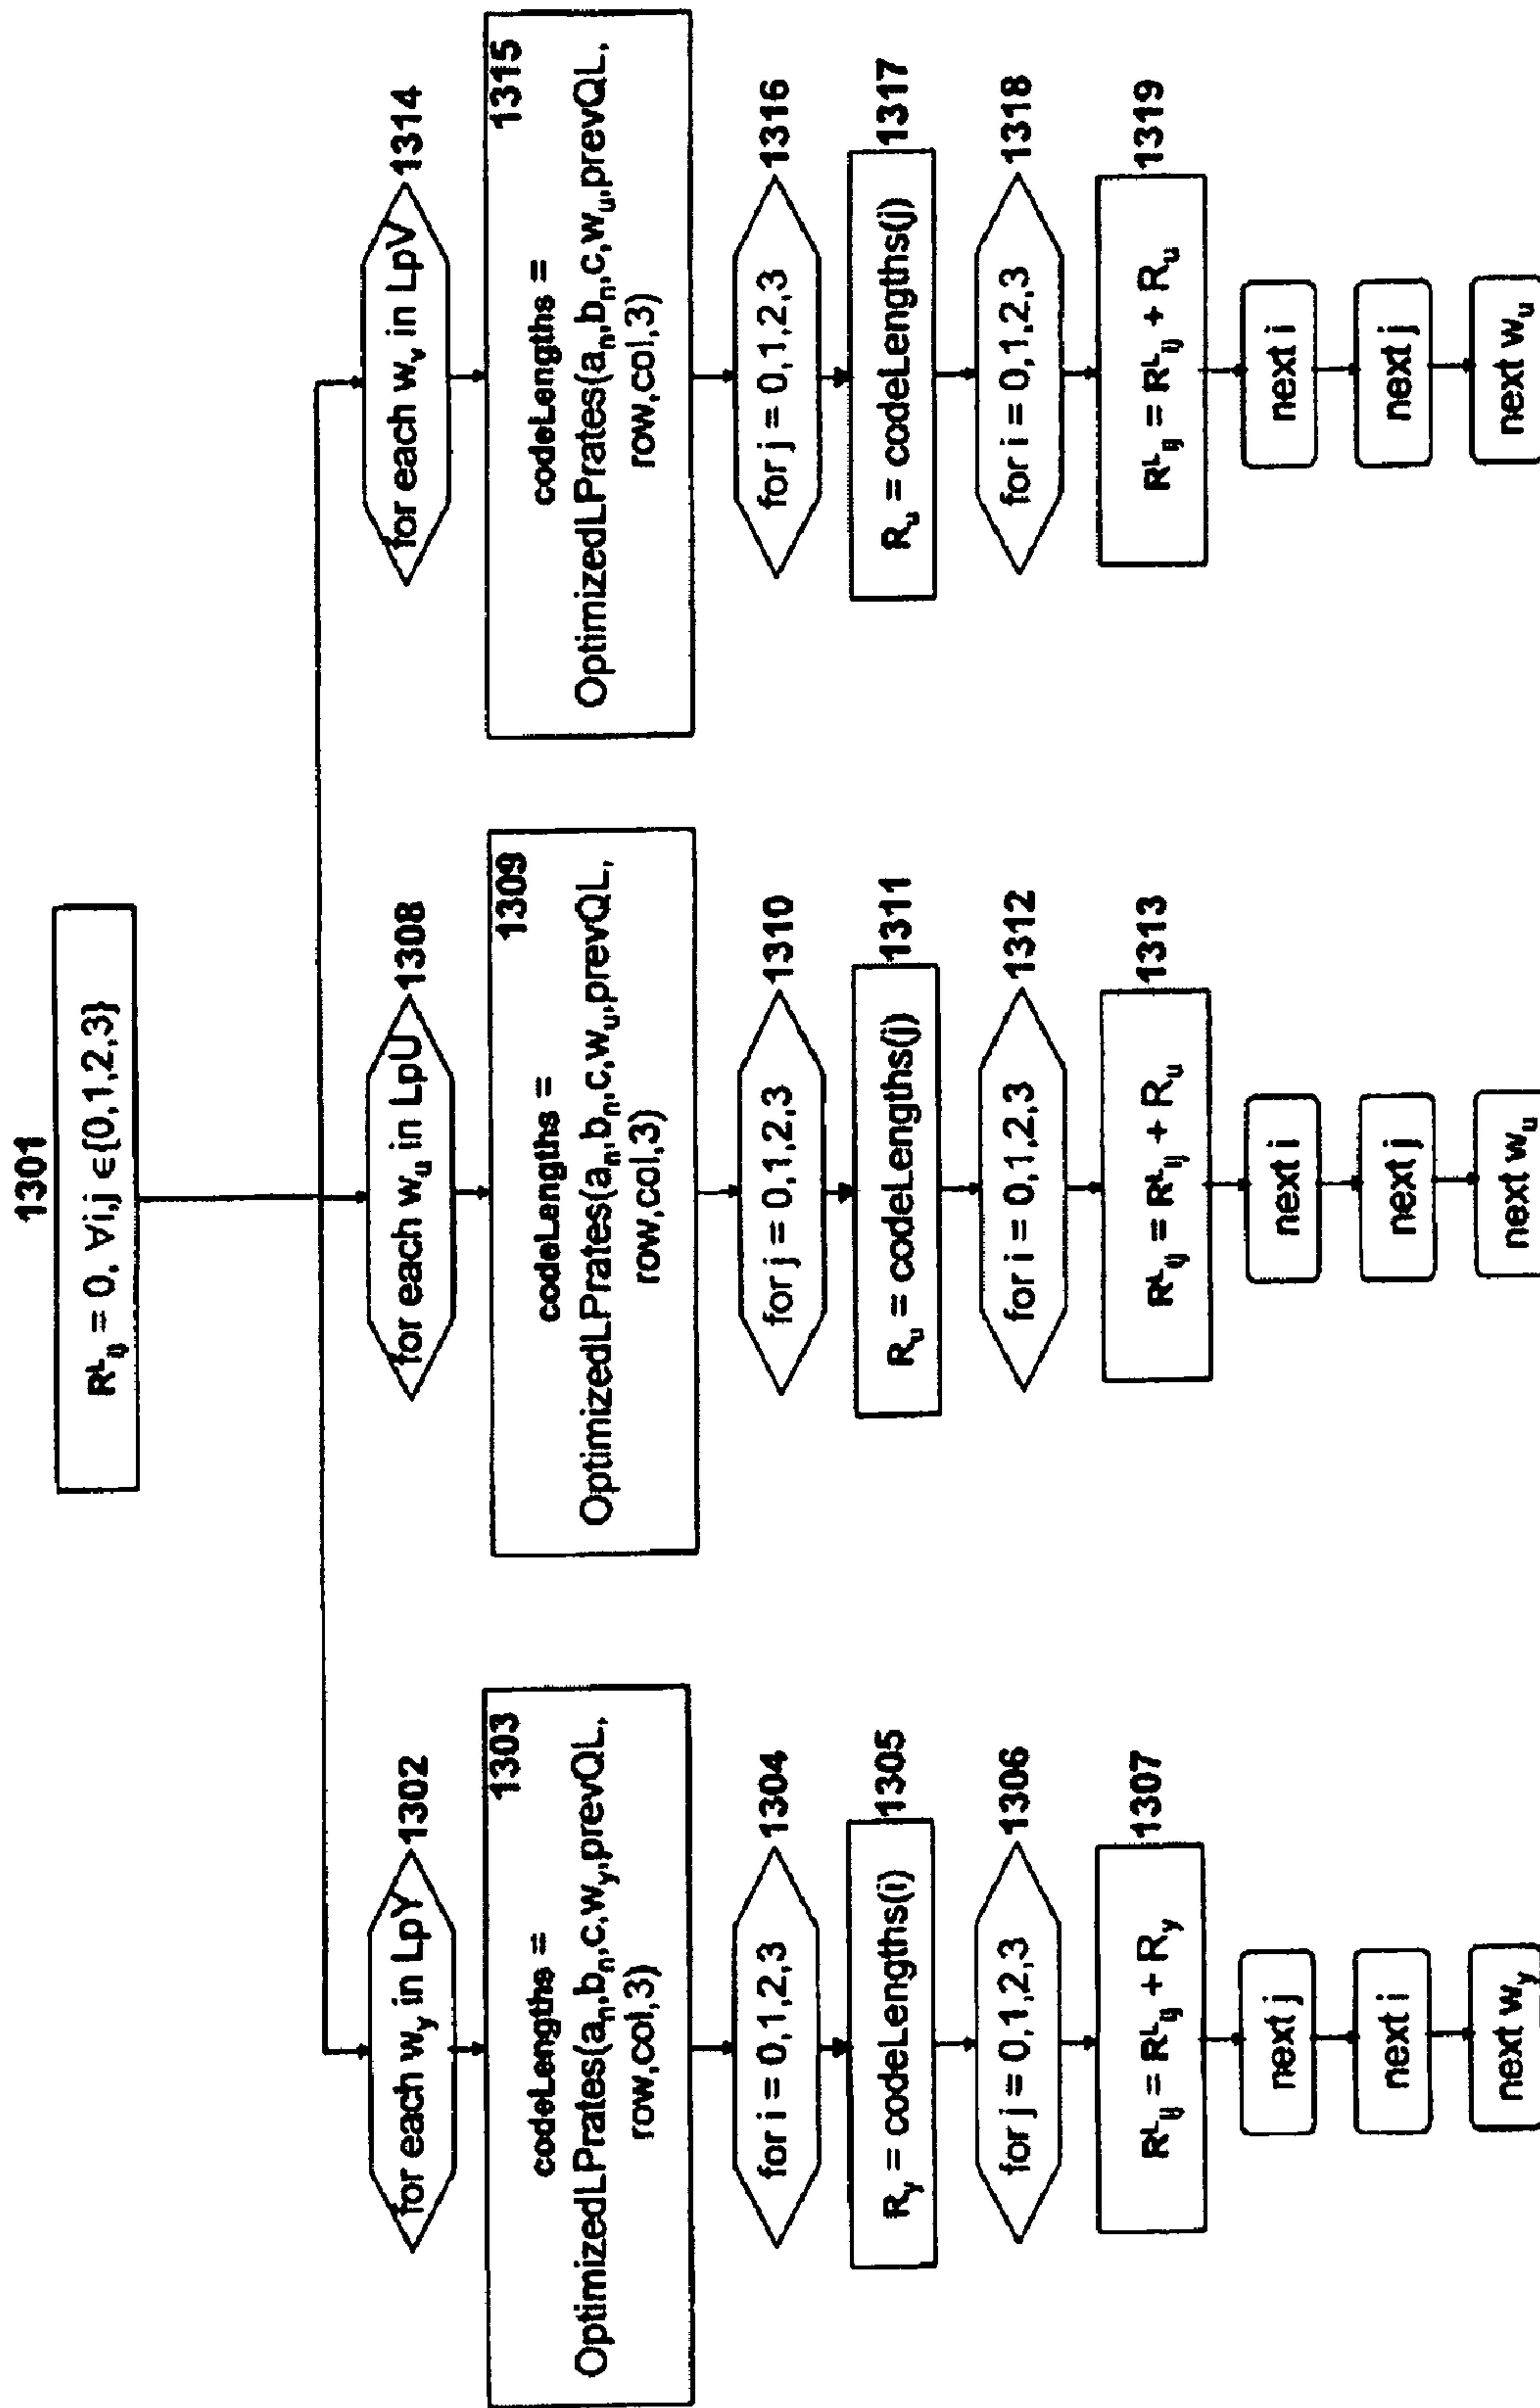 1301
R^L_ij = 0, ∀i,j ∈{0,1,2,3}
for each w_y in LpY
1302
1303
codeLengths =
OptimizedLPrates(a_n,b_n,c,w_y,prevQL,
row,col,3)
for i = 0,1,2,3
1304
R_y = codeLengths(i)
1305
for j = 0,1,2,3
1306
R^L_ij = R^L_ij + R_y
1307
next j
next i
next w_y
for each w_u in LpU
1308
1309
codeLengths =
OptimizedLPrates(a_n,b_n,c,w_u,prevQL,
row,col,3)
for j = 0,1,2,3
1310
R_u = codeLengths(j)
1311
for i = 0,1,2,3
1312
R^L_ij = R^L_ij + R_u
1313
next i
next j
next w_u
for each w_v in LpV
1314
1315
codeLengths =
OptimizedLPrates(a_n,b_n,c,w_u,prevQL,
row,col,3)
for j = 0,1,2,3
1316
R_u = codeLengths(j)
1317
for i = 0,1,2,3
1318
R^L_ij = R^L_ij + R_u
1319
next i
next j
next w_u